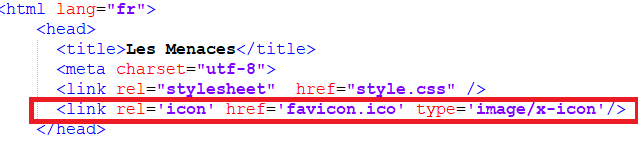 <html lang="fr">
<head>
<title>Les Menaces</title>
<meta charset="utf-8">
<link rel="stylesheet"  href="style.css" />
<link rel='icon' href='favicon.ico' type='image/x-icon'/>
</head>